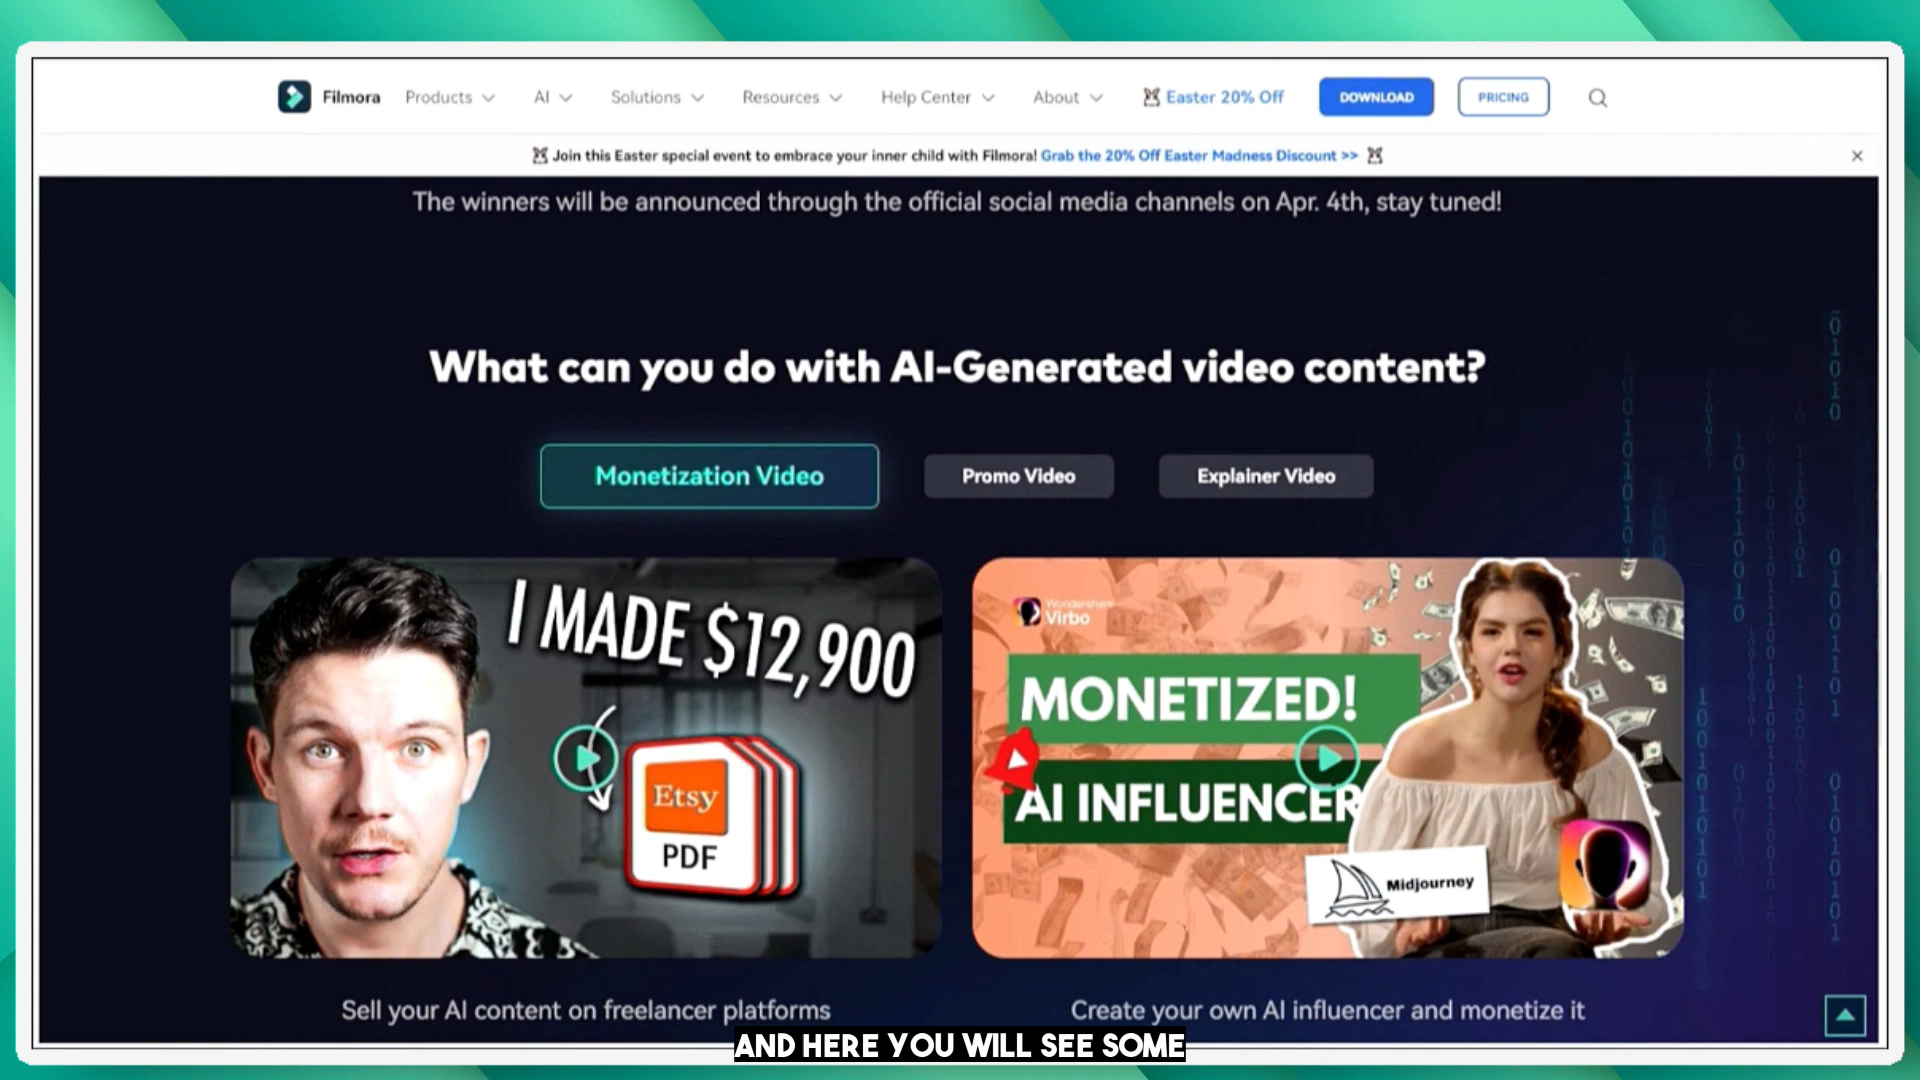 Filmora Products AI Solutions Resources Help Center About Easter 20% Off DOWNLOAD PRICING
Join this Easter special event to embrace your inner child with Filmora! Grab the 20% Off Easter Madness Discount >>
The winners will be announced through the official social media channels on Apr. 4th, stay tuned!
What can you do with AI-Generated video content?
Monetization Video Promo Video Explainer Video
I MADE $12,900
Etsy
PDF
Wondershare
Virbo
MONETIZED!
AI INFLUENCER
Midjourney
Sell your AI content on freelancer platforms
Create your own AI influencer and monetize it
AND HERE YOU WILL SEE SOME